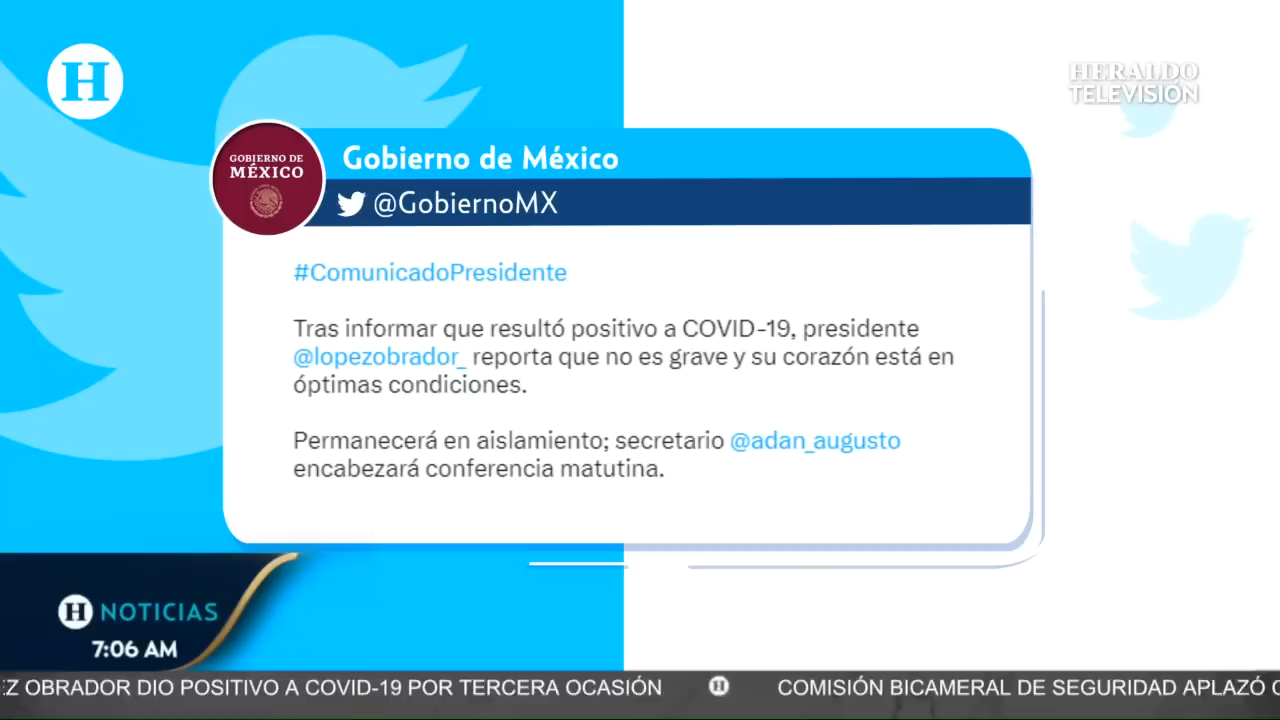 H
HERALDO
TELEVISIÓN
GOBIERNO DE
MÉXICO
Gobierno de México
@GobiernoMX
#ComunicadoPresidente
Tras informar que resultó positivo a COVID-19, presidente
@lopezobrador_ reporta que no es grave y su corazón está en
óptimas condiciones.
Permanecerá en aislamiento; secretario @adan_augusto
encabezará conferencia matutina.
H NOTICIAS
7:06 AM
EZ OBRADOR DIO POSITIVO A COVID-19 POR TERCERA OCASIÓN H COMISIÓN BICAMERAL DE SEGURIDAD APLAZÓ